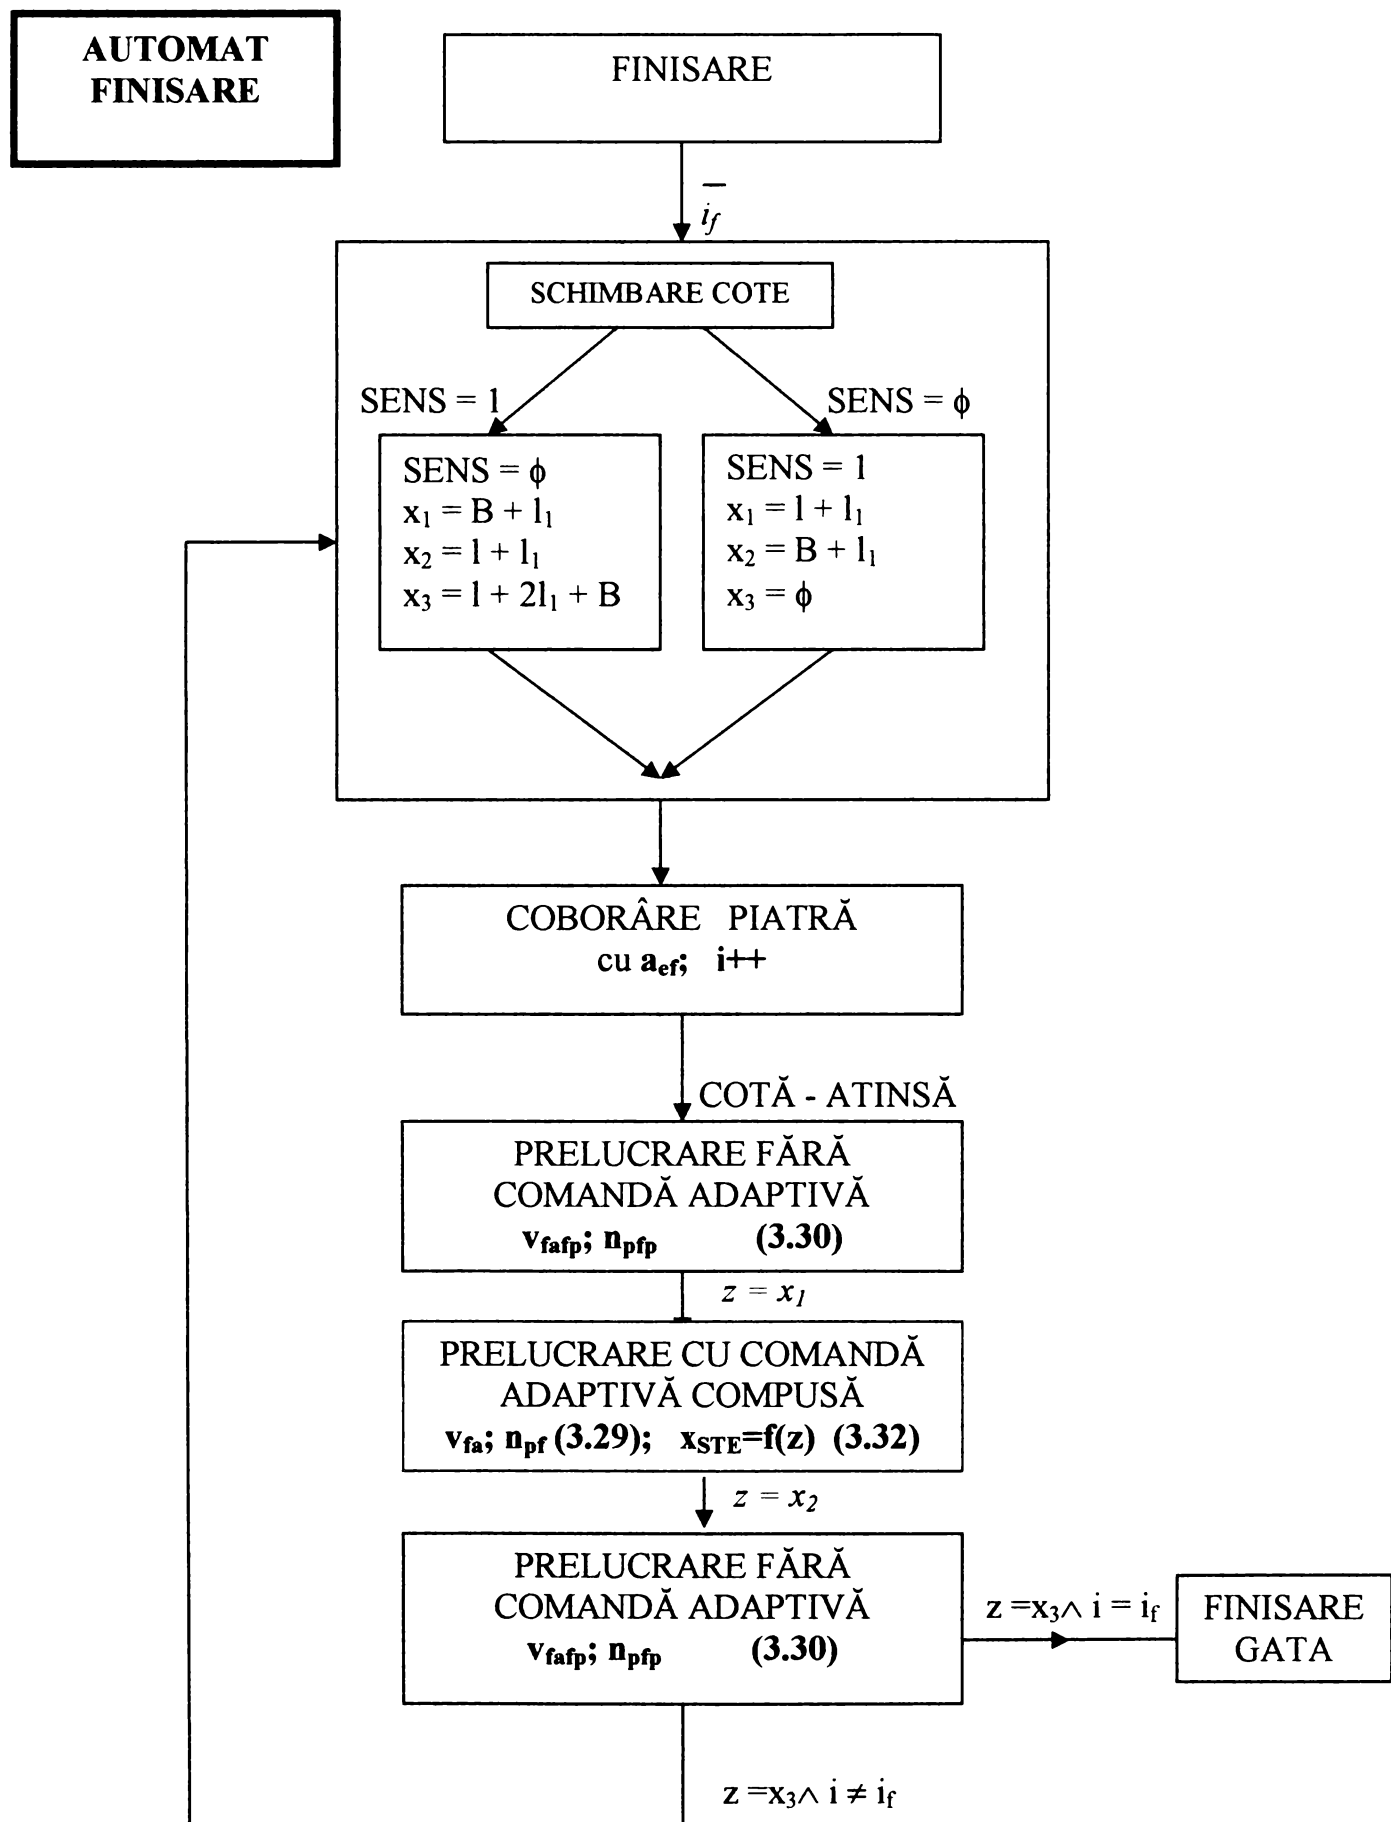 AUTOMAT
FINISARE
FINISARE
i̅_f
SCHIMBARE COTE
SENS = 1
SENS = ϕ
SENS = ϕ
x₁ = B + l₁
x₂ = l + l₁
x₃ = l + 2l₁ + B
SENS = 1
x₁ = l + l₁
x₂ = B + l₁
x₃ = ϕ
COBORÂRE PIATRĂ
cu a_ef; i++
COTĂ - ATINSĂ
PRELUCRARE FĂRĂ
COMANDĂ ADAPTIVĂ
v_fafp; n_pfp (3.30)
z = x₁
PRELUCRARE CU COMANDĂ
ADAPTIVĂ COMPUSĂ
v_fa; n_pf (3.29); x_STE=f(z) (3.32)
z = x₂
PRELUCRARE FĂRĂ
COMANDĂ ADAPTIVĂ
v_fafp; n_pfp (3.30)
z =x₃∧ i = i_f
FINISARE
GATA
z =x₃∧ i ≠ i_f